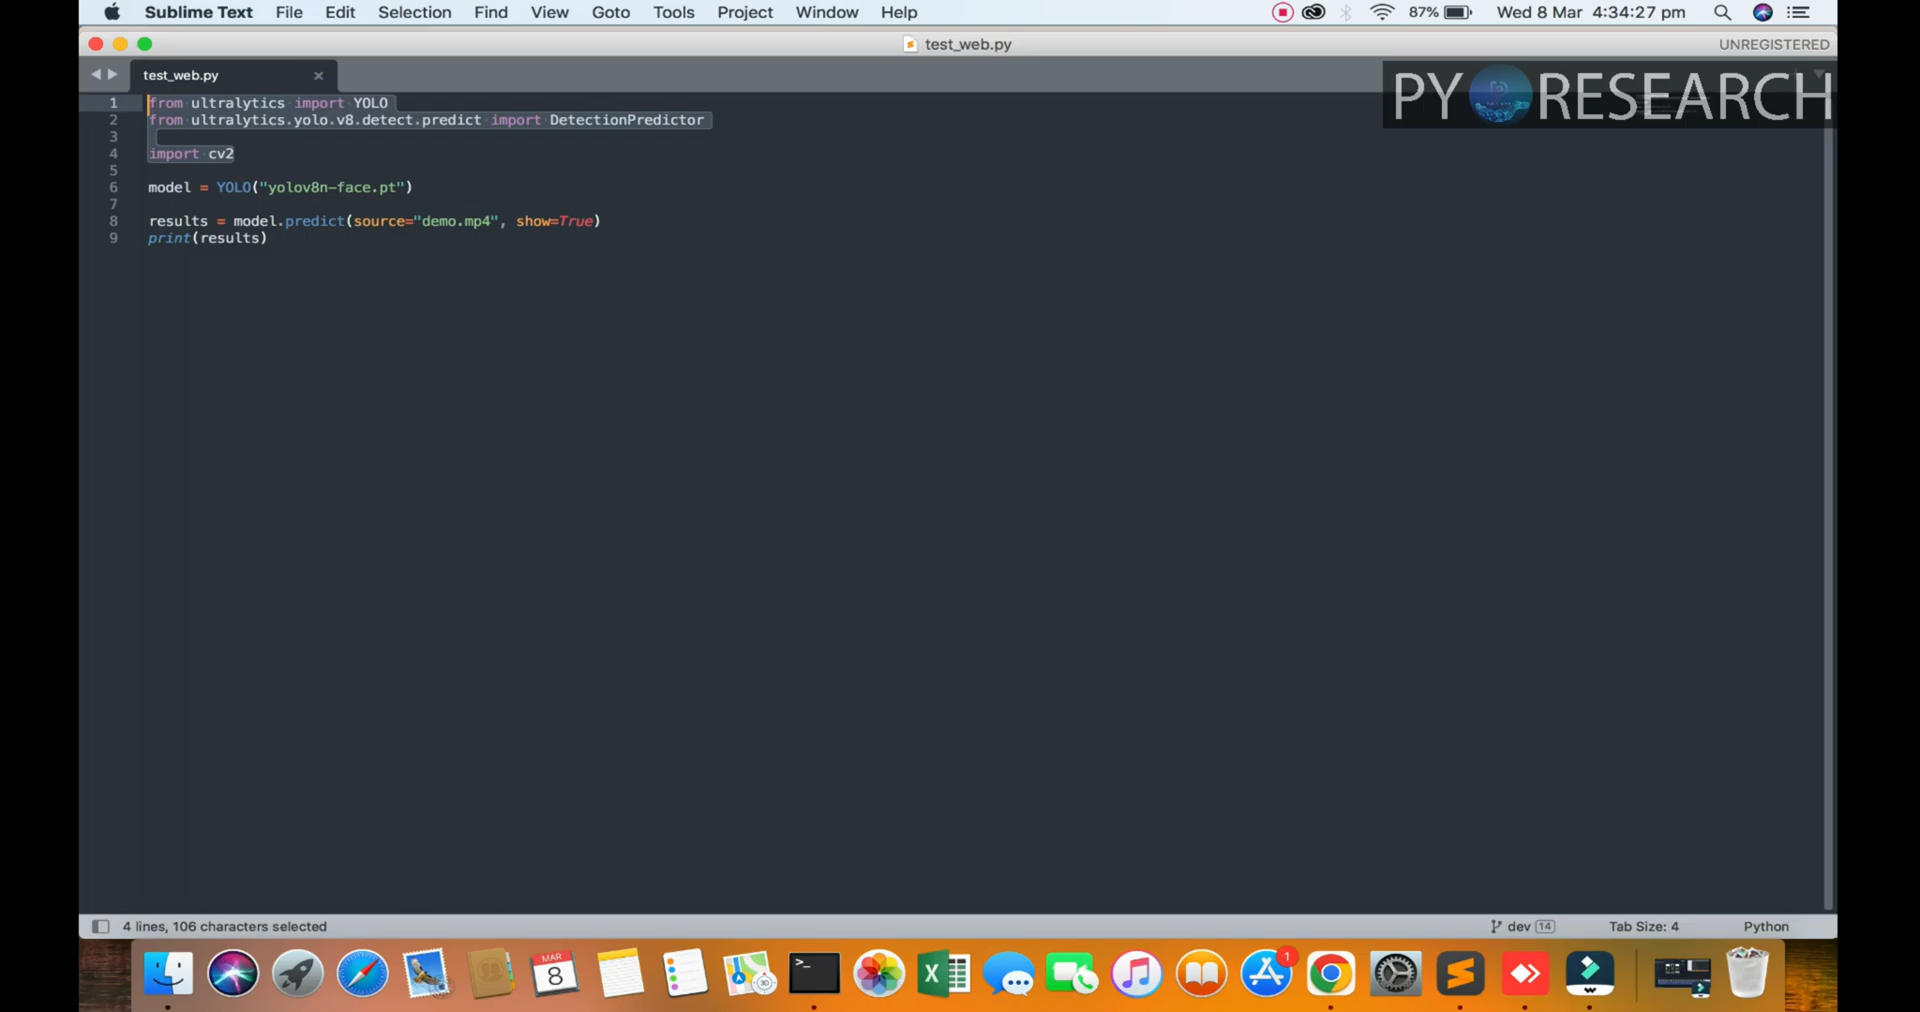 Sublime Text File Edit Selection Find View Goto Tools Project Window Help 87% Wed 8 Mar 4:34:27 pm
test_web.py UNREGISTERED
test_web.py
PY RESEARCH
1 from ultralytics import YOLO
2 from ultralytics.yolo.v8.detect.predict import DetectionPredictor
3
4 import cv2
5
6 model = YOLO("yolov8n-face.pt")
7
8 results = model.predict(source="demo.mp4", show=True)
9 print(results)
4 lines, 106 characters selected dev 14 Tab Size: 4 Python
MAR
8
30
1